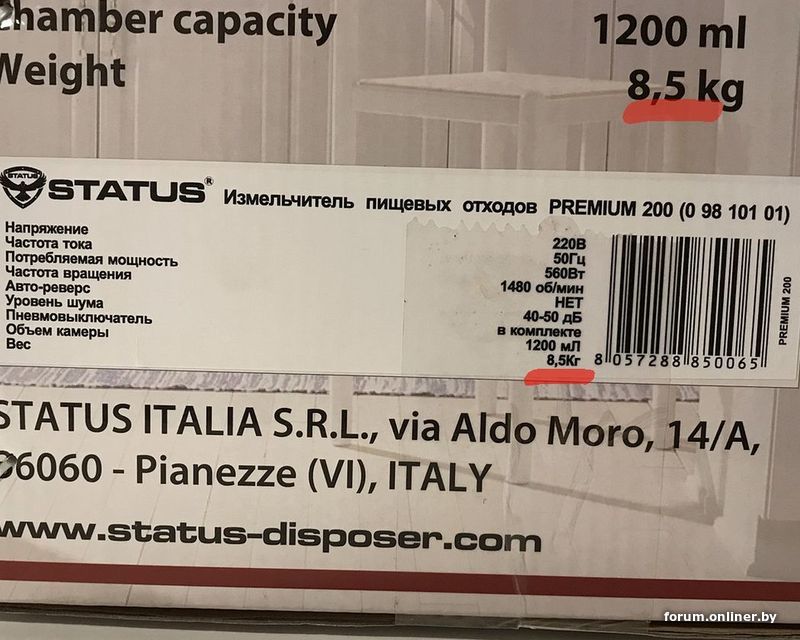 chamber capacity 1200 ml
Weight 8,5 kg
STATUS
STATUS® Измельчитель пищевых отходов PREMIUM 200 (0 98 101 01)
Напряжение 220В
Частота тока 50Гц
Потребляемая мощность 560Вт
Частота вращения 1480 об/мин
Авто-реверс НЕТ
Уровень шума 40-50 дБ
Пневмовыключатель в комплекте
Объем камеры 1200 мЛ
Вес 8,5Кг
8 057288 850065
PREMIUM 200
STATUS ITALIA S.R.L., via Aldo Moro, 14/A,
36060 - Pianezze (VI), ITALY
www.status-disposer.com
forum.onliner.by